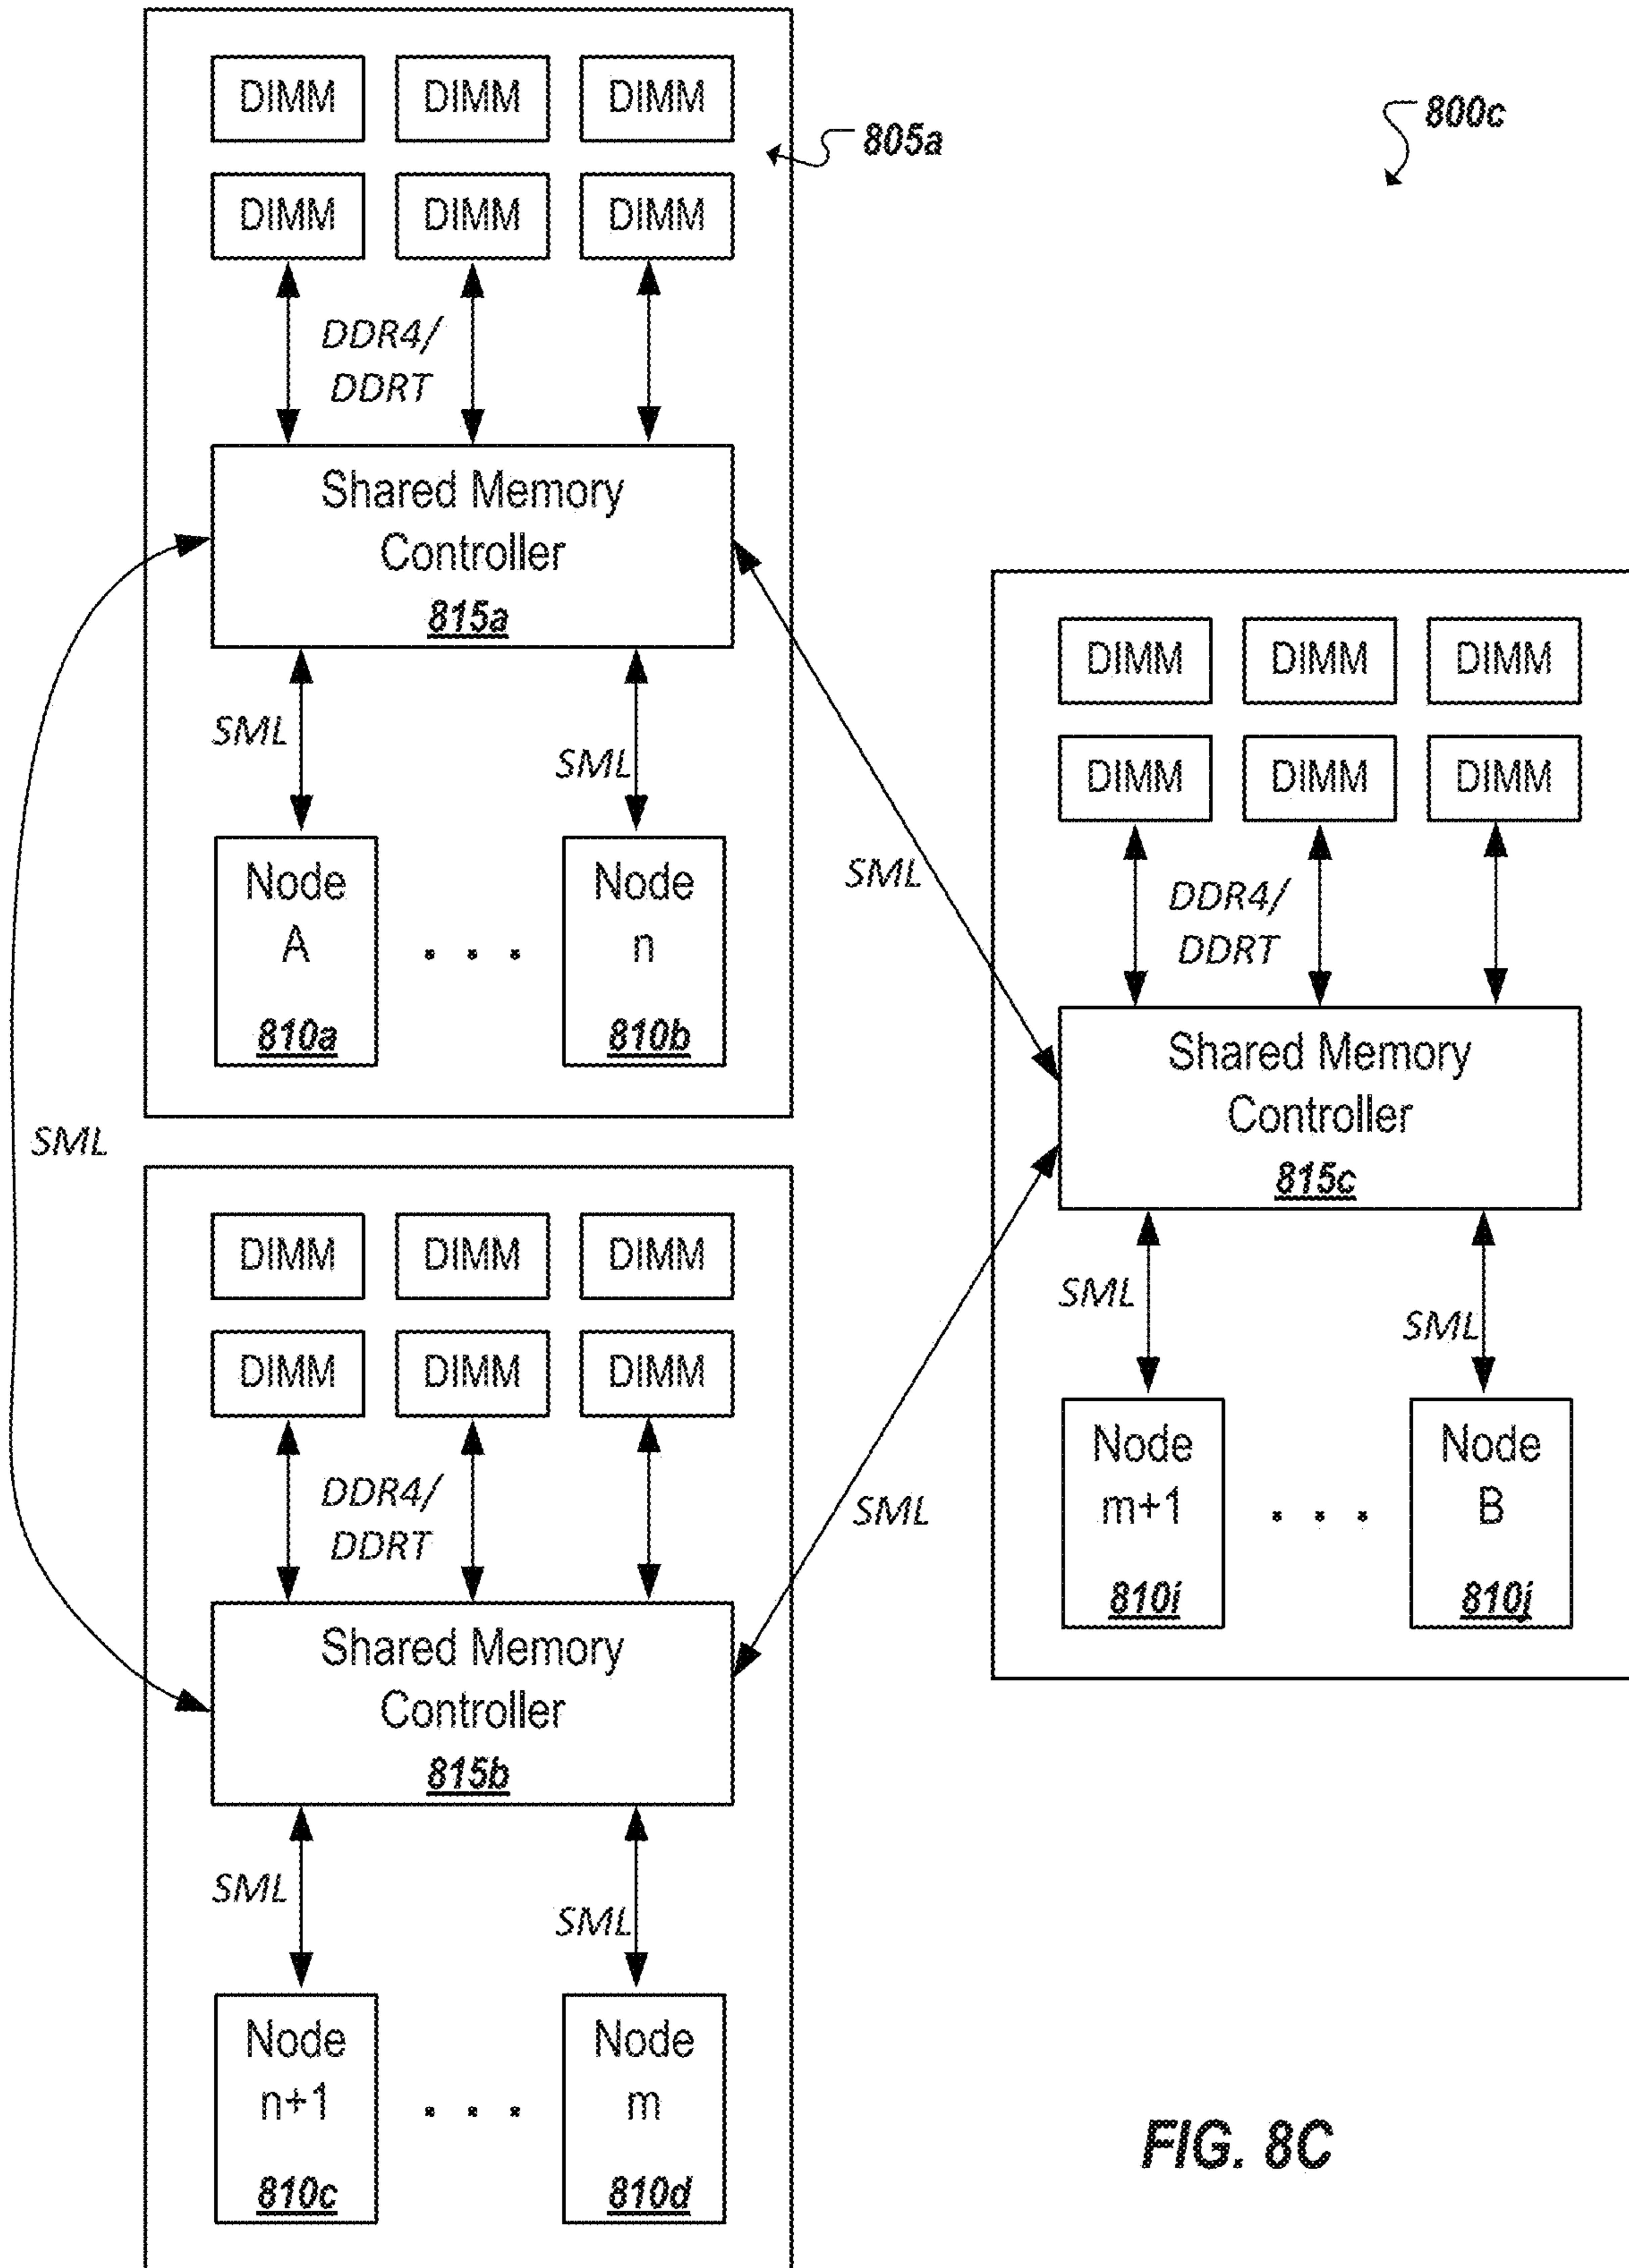 DIMM DIMM DIMM
805a
800c
DIMM DIMM DIMM
DDR4/
DDRT
Shared Memory
Controller
815a
SML
SML
Node
A
810a
. . .
Node
n
810b
SML
SML
DIMM DIMM DIMM
DIMM DIMM DIMM
DDR4/
DDRT
Shared Memory
Controller
815c
SML
SML
Node
m+1
810i
. . .
Node
B
810j
DIMM DIMM DIMM
DIMM DIMM DIMM
DDR4/
DDRT
SML
Shared Memory
Controller
815b
SML
SML
Node
n+1
810c
. . .
Node
m
810d
FIG. 8C